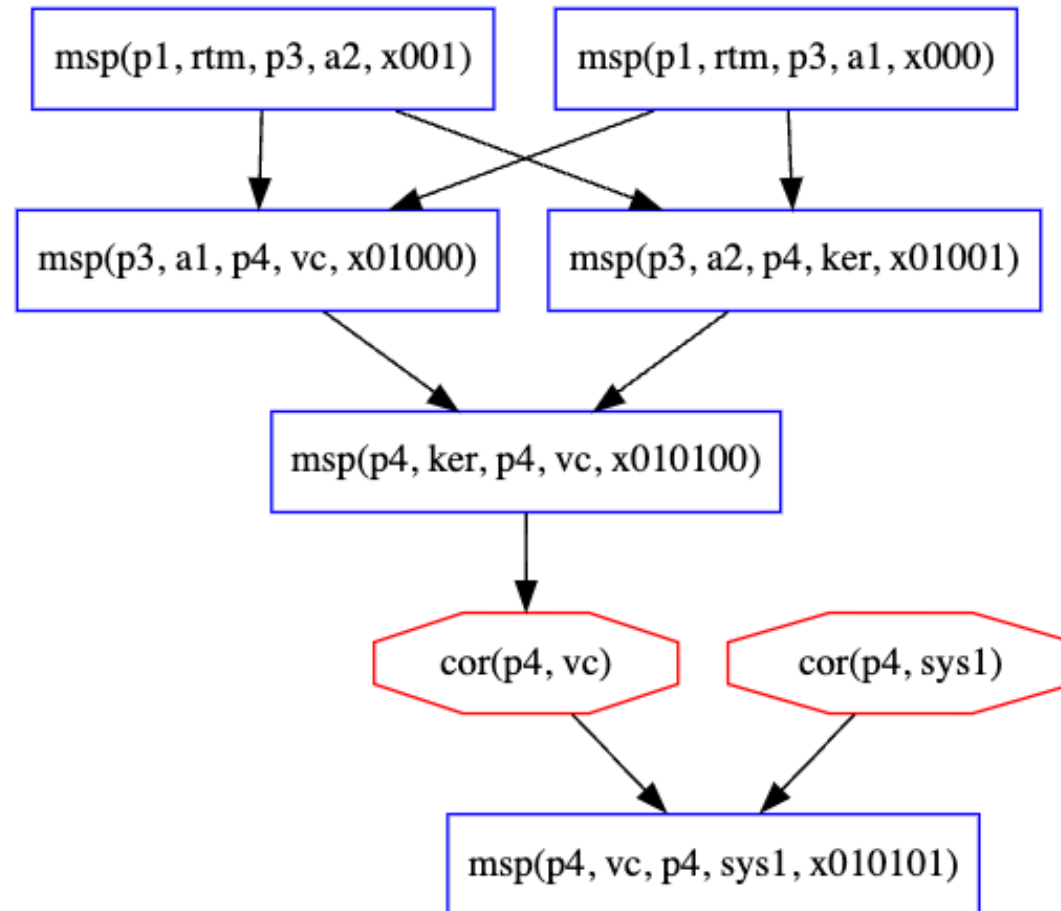 msp(p1, rtm, p3, a2, x001)
msp(p1, rtm, p3, a1, x000)
msp(p3, a1, p4, vc, x01000)
msp(p3, a2, p4, ker, x01001)
msp(p4, ker, p4, vc, x010100)
cor(p4, vc)
cor(p4, sys1)
msp(p4, vc, p4, sys1, x010101)